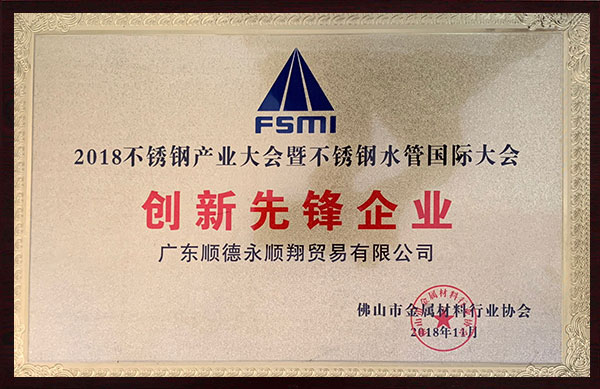 FSMI
2018不锈钢产业大会暨不锈钢水管国际大会
创新先锋企业
广东顺德永顺翔贸易有限公司
佛山市金属材料行业协会
2018年11月